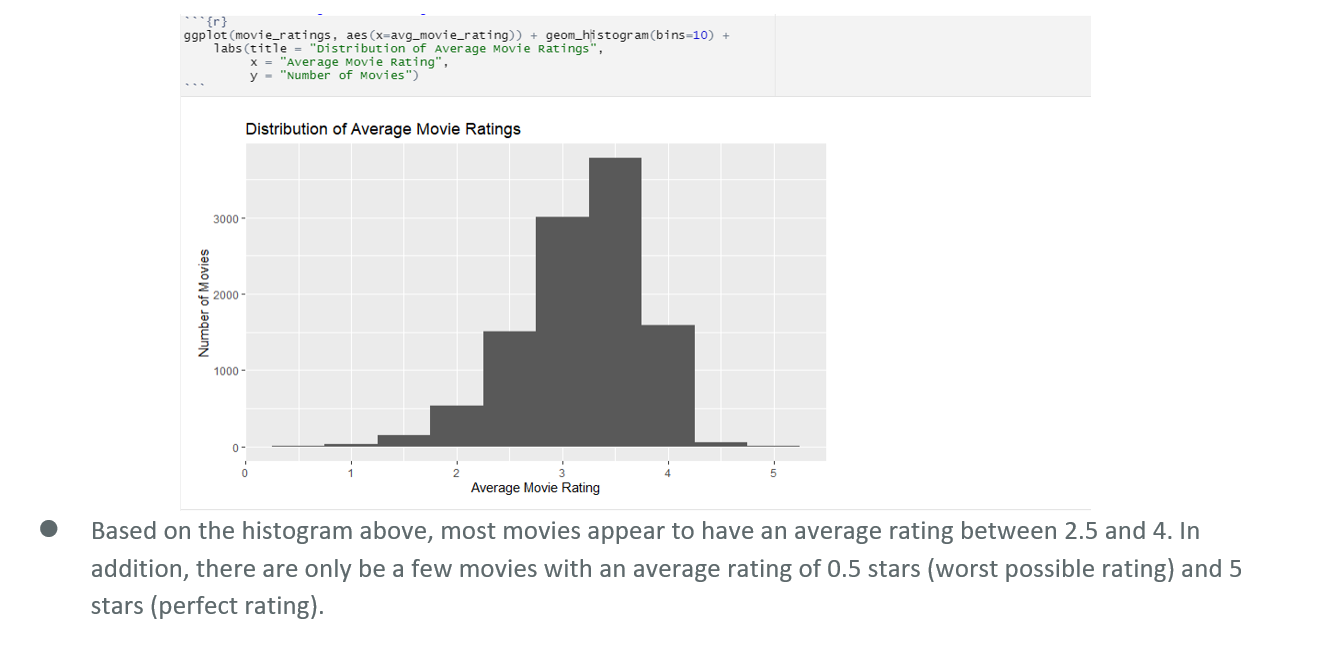 ```{r}
ggplot(movie_ratings, aes(x=avg_movie_rating)) + geom_histogram(bins=10) +
labs(title = "Distribution of Average Movie Ratings",
x = "Average Movie Rating",
y = "Number of Movies")
```
Distribution of Average Movie Ratings
Number of Movies
3000
2000
1000
0
0 1 2 3 4 5
Average Movie Rating
● Based on the histogram above, most movies appear to have an average rating between 2.5 and 4. In
addition, there are only be a few movies with an average rating of 0.5 stars (worst possible rating) and 5
stars (perfect rating).